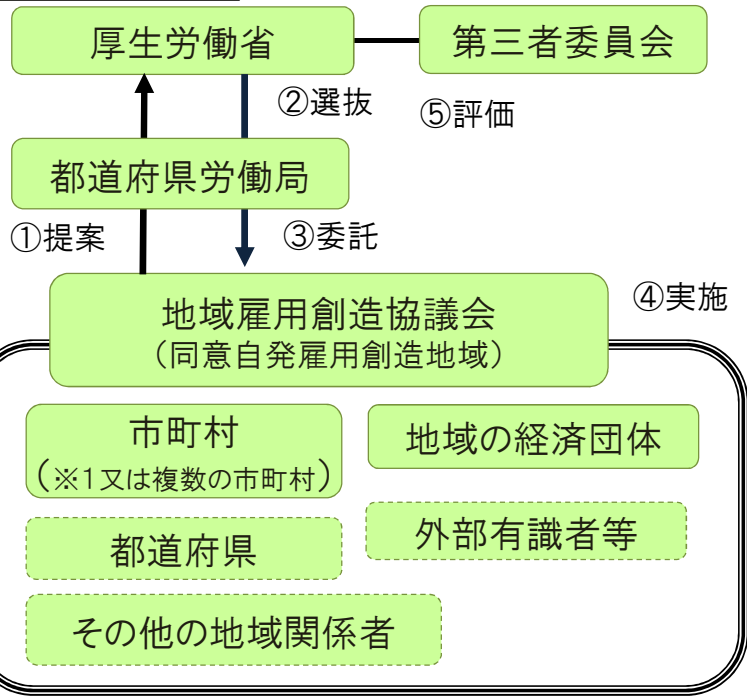 厚生労働省
第三者委員会
②選抜
⑤評価
都道府県労働局
①提案
③委託
地域雇用創造協議会
（同意自発雇用創造地域）
④実施
市町村
（※1又は複数の市町村）
地域の経済団体
都道府県
外部有識者等
その他の地域関係者